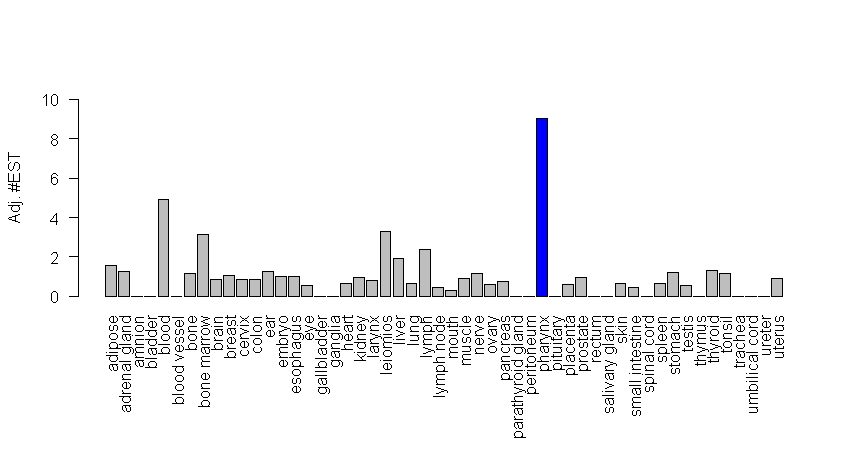 Adj. #EST
10
8
6
4
2
0
adipose
adrenal gland
amnion
bladder
blood
blood vessel
bone
bone marrow
brain
breast
cervix
colon
ear
embryo
esophagus
eye
gallbladder
ganglia
heart
kidney
larynx
leiomios
liver
lung
lymph
lymph node
mouth
muscle
nerve
ovary
pancreas
parathyroid gland
peritoneum
pharynx
pituitary
placenta
prostate
rectum
salivary gland
skin
small intestine
spinal cord
spleen
stomach
testis
thymus
thyroid
tonsil
trachea
umbilical cord
ureter
uterus